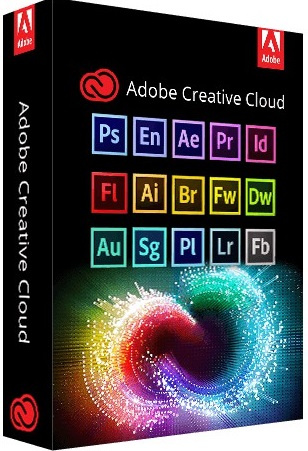 Adobe
Adobe
Adobe Creative Cloud
Ps En Ae Pr Id
Fl Ai Br Fw Dw
Au Sg Pl Lr Fb
Adobe Creative Cloud